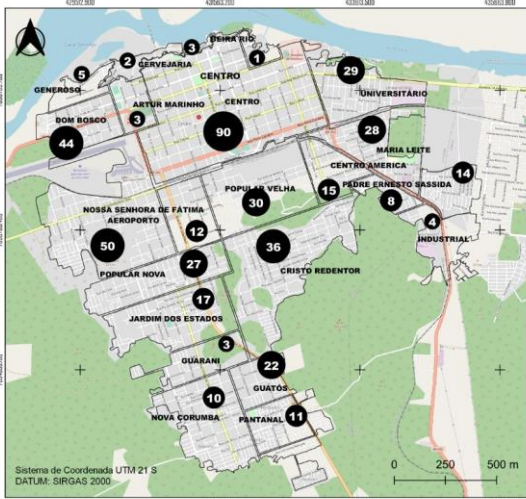 BEIRA RIO
3
1
2
CERVEJARIA
5
CENTRO
29
GENEROSO
UNIVERSITÁRIO
ARTUR MARINHO
CENTRO
DOM BOSCO
3
90
28
44
MARIA LEITE
CENTRO AMERICA
14
POPULAR VELHA
PADRE ERNESTO SASSIDA
15
30
8
NOSSA SENHORA DE FÁTIMA
AEROPORTO
4
12
INDUSTRIAL
50
36
27
POPULAR NOVA
CRISTO REDENTOR
17
JARDIM DOS ESTADOS
3
GUARANI
22
GUATÓS
10
NOVA CORUMBA
11
PANTANAL
Sistema de Coordenada UTM 21 S
DATUM: SIRGAS 2000
0 250 500 m